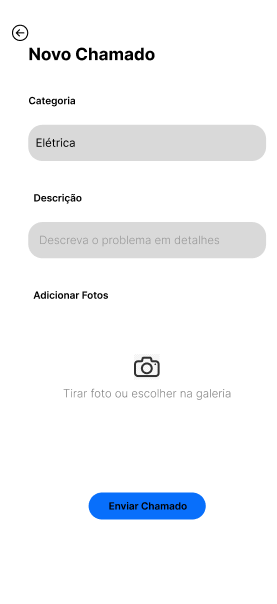 Novo Chamado
Categoria
Elétrica
Descrição
Descreva o problema em detalhes
Adicionar Fotos
Tirar foto ou escolher na galeria
Enviar Chamado